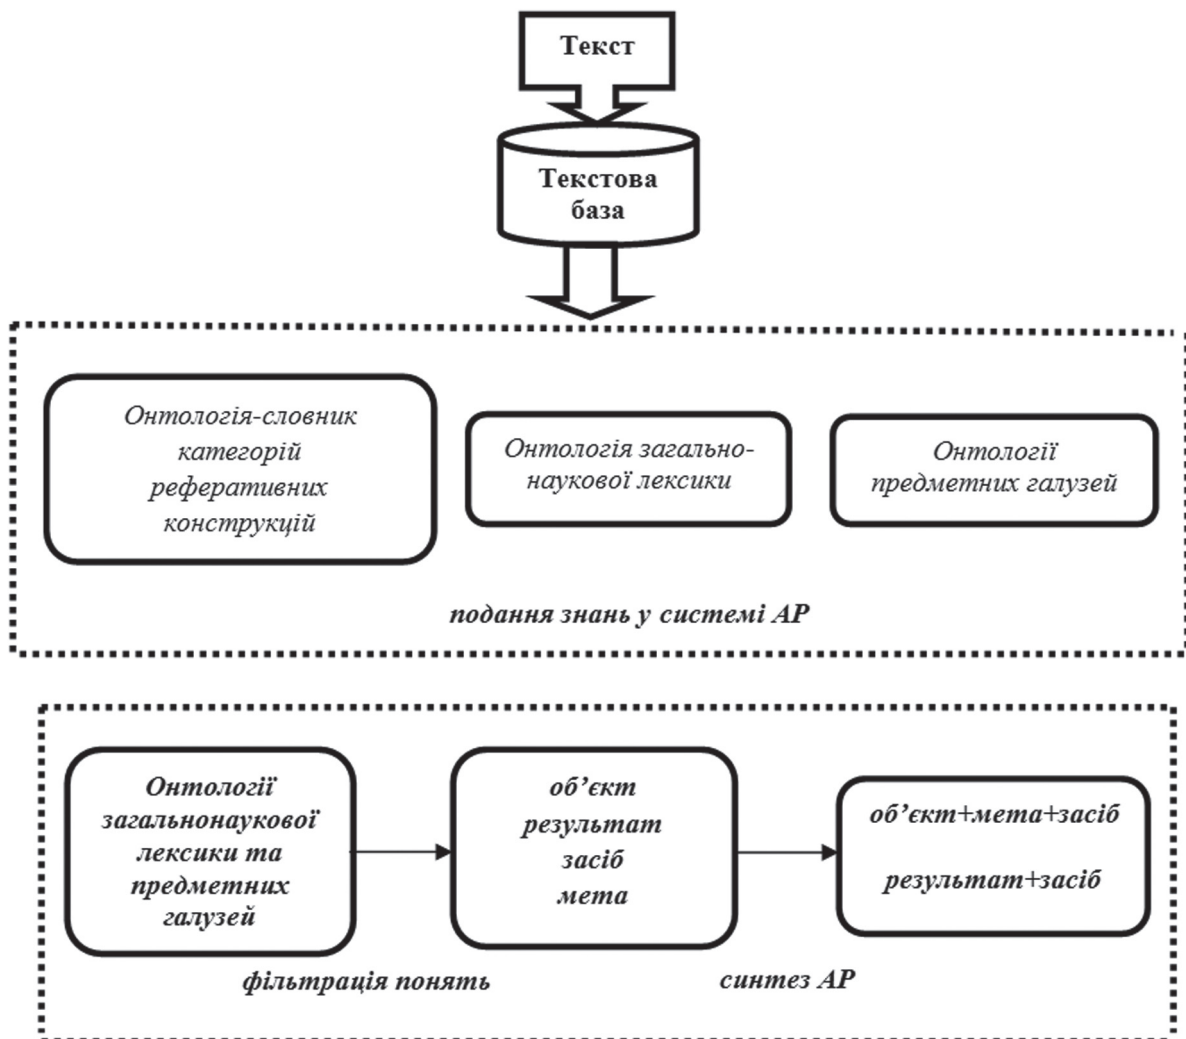 Текст
Текстова
база
Онтологія-словник
категорій
реферативних
конструкцій
Онтологія загально-
наукової лексики
Онтології
предметних галузей
подання знань у системі АР
Онтології
загальнонаукової
лексики та
предметних
галузей
об’єкт
результат
засіб
мета
об’єкт+мета+засіб
результат+засіб
фільтрація понять
синтез АР